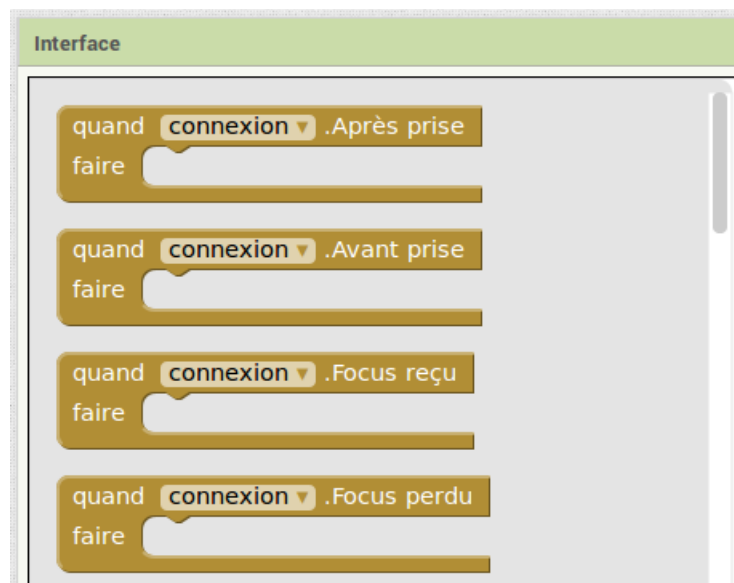 Interface
quand connexion .Après prise
faire
quand connexion .Avant prise
faire
quand connexion .Focus reçu
faire
quand connexion .Focus perdu
faire